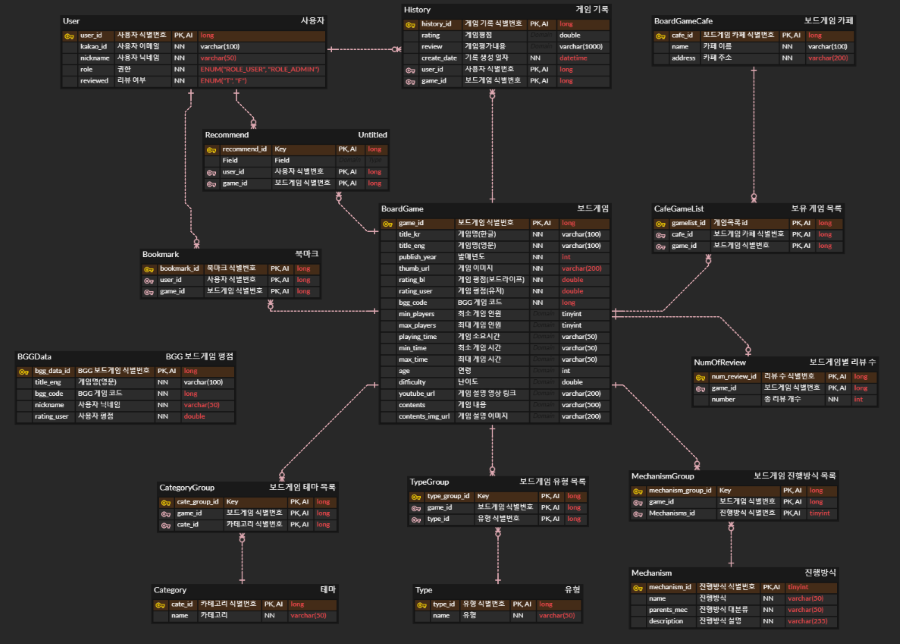 User 사용자
user_id 사용자 식별번호 PK, AI long
kakao_id 사용자 이메일 NN varchar(100)
nickname 사용자 닉네임 NN varchar(50)
role 권한 NN ENUM("ROLE_USER", "ROLE_ADMIN")
reviewed 리뷰 여부 NN ENUM("T", "F")
History 게임 기록
history_id 게임 기록 식별번호 PK, AI long
rating 게임평점 double
review 게임평가내용 varchar(1000)
create_date 기록 생성 일자 NN datetime
user_id 사용자 식별번호 PK, AI long
game_id 보드게임 식별번호 PK, AI long
BoardGameCafe 보드게임 카페
cafe_id 보드게임 카페 식별번호 PK, AI long
name 카페 이름 NN varchar(100)
address 카페 주소 NN varchar(200)
Recommend Untitled
recommend_id Key PK, AI long
Field Field
user_id 사용자 식별번호 PK, AI long
game_id 보드게임 식별번호 PK, AI long
BoardGame 보드게임
game_id 보드게임 식별번호 PK, AI long
title_kr 게임명(한글) NN varchar(100)
title_eng 게임명(영문) NN varchar(100)
publish_year 발매년도 NN int
thumb_url 게임 이미지 NN varchar(200)
rating_bl 게임 평점(보드라이프) NN double
rating_user 게임 평점(유저) NN double
bgg_code BGG 게임 코드 NN long
min_players 최소 게임 인원 tinyint
max_players 최대 게임 인원 tinyint
playing_time 게임 소요시간 varchar(50)
min_time 최소 게임 시간 varchar(50)
max_time 최대 게임 시간 varchar(50)
age 연령 int
difficulty 난이도 double
youtube_url 게임 설명 영상 링크 varchar(200)
contents 게임 내용 varchar(500)
contents_img_url 게임 설명 이미지 varchar(200)
CafeGameList 보유 게임 목록
gamelist_id 게임목록 id PK, AI long
cafe_id 보드게임 카페 식별번호 PK, AI long
game_id 보드게임 식별번호 PK, AI long
Bookmark 북마크
bookmark_id 북마크 식별번호 PK, AI long
user_id 사용자 식별번호 PK, AI long
game_id 보드게임 식별번호 PK, AI long
BGGData BGG 보드게임 평점
bgg_data_id BGG 보드게임 식별번호 PK, AI long
title_eng 게임명(영문) NN varchar(100)
bgg_code BGG 게임 코드 NN long
nickname 사용자 닉네임 NN varchar(50)
rating_user 사용자 평점 NN double
NumOfReview 보드게임별 리뷰 수
num_review_id 리뷰 수 식별번호 PK, AI long
game_id 보드게임 식별번호 PK, AI long
number 총 리뷰 개수 NN int
CategoryGroup 보드게임 테마 목록
cate_group_id Key PK, AI long
game_id 보드게임 식별번호 PK, AI long
cate_id 카테고리 식별번호 PK, AI long
TypeGroup 보드게임 유형 목록
type_group_id Key PK, AI long
game_id 보드게임 식별번호 PK, AI long
type_id 유형 식별번호 PK, AI long
MechanismGroup 보드게임 진행방식 목록
mechanism_group_id Key PK, AI long
game_id 보드게임 식별번호 PK, AI long
Mechanism_id 진행방식 식별번호 PK, AI tinyint
Category 테마
cate_id 카테고리 식별번호 PK, AI long
name 카테고리 NN varchar(50)
Type 유형
type_id 유형 식별번호 PK, AI long
name 유형 NN varchar(50)
Mechanism 진행방식
mechanism_id 진행방식 식별번호 PK, AI tinyint
name 진행방식 NN varchar(50)
parents_mec 진행방식 대분류 NN varchar(50)
description 진행방식 설명 NN varchar(255)